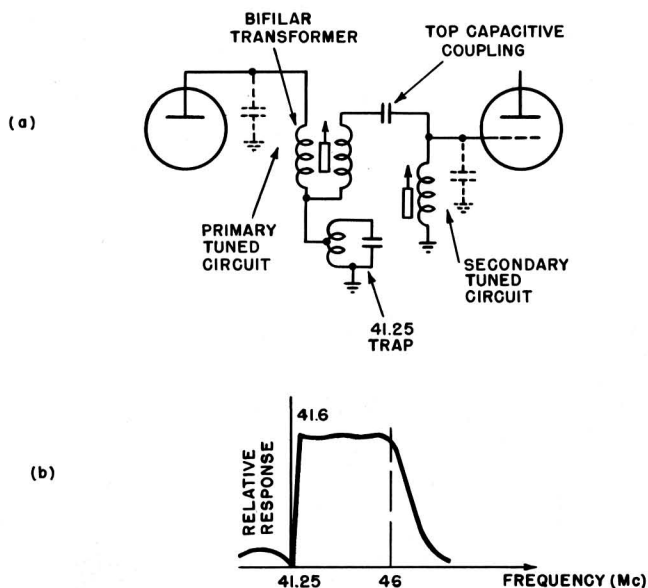 BIFILAR
TRANSFORMER
TOP CAPACITIVE
COUPLING
(a)
PRIMARY
TUNED
CIRCUIT
SECONDARY
TUNED
CIRCUIT
41.25
TRAP
41.6
(b)
RELATIVE
RESPONSE
41.25
46
FREQUENCY (Mc)